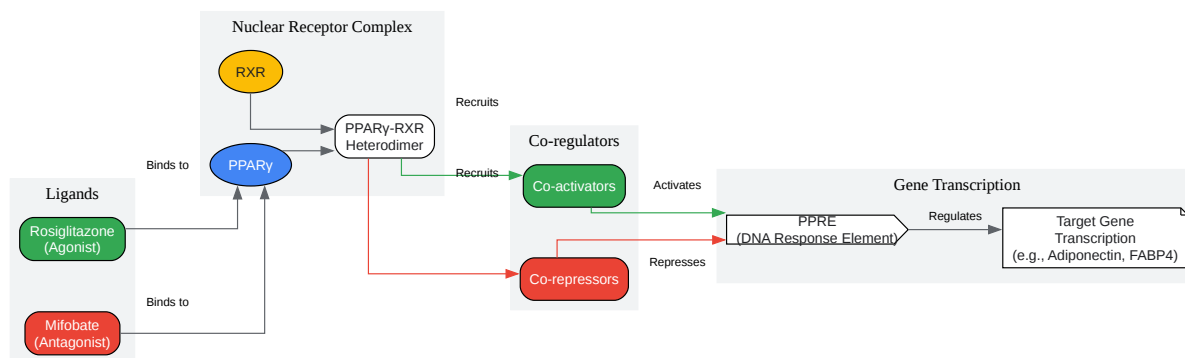 Nuclear Receptor Complex
RXR
PPARγ-RXR
Heterodimer
PPARγ
Binds to
Recruits
Recruits
Ligands
Rosiglitazone
(Agonist)
Binds to
Mifobate
(Antagonist)
Co-regulators
Co-activators
Co-repressors
Activates
Represses
Gene Transcription
PPRE
(DNA Response Element)
Regulates
Target Gene
Transcription
(e.g., Adiponectin, FABP4)